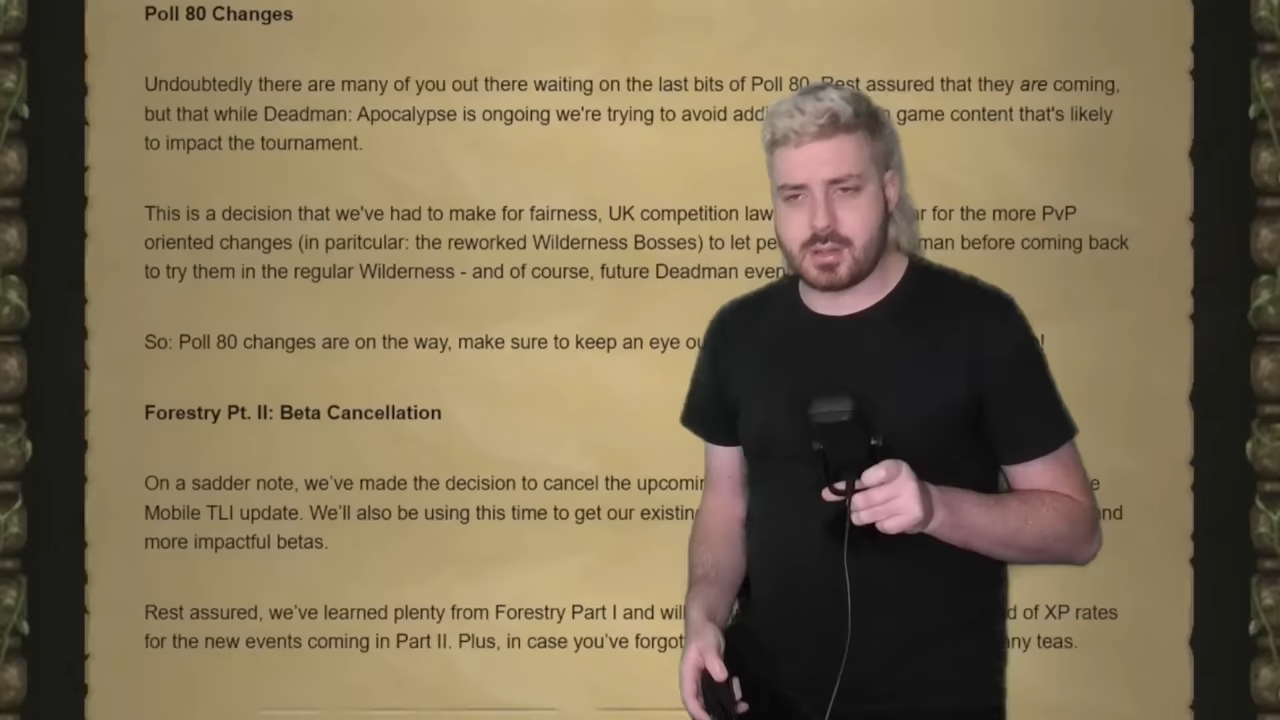 Poll 80 Changes
Undoubtedly there are many of you out there waiting on the last bits of Poll 80. Rest assured that they are coming,
but that while Deadman: Apocalypse is ongoing we're trying to avoid game content that's likely
to impact the tournament.
This is a decision that we've had to make for fairness, UK competition law for the more PvP
oriented changes (in paritcular: the reworked Wilderness Bosses) to let before coming back
to try them in the regular Wilderness - and of course, future Deadman
So: Poll 80 changes are on the way, make sure to keep an eye
Forestry Pt. II: Beta Cancellation
On a sadder note, we've made the decision to cancel the
Mobile TLI update. We'll also be using this time to get our
more impactful betas.
Rest assured, we've learned plenty from Forestry Part I and will of XP rates
for the new events coming in Part II. Plus, in case you've teas.